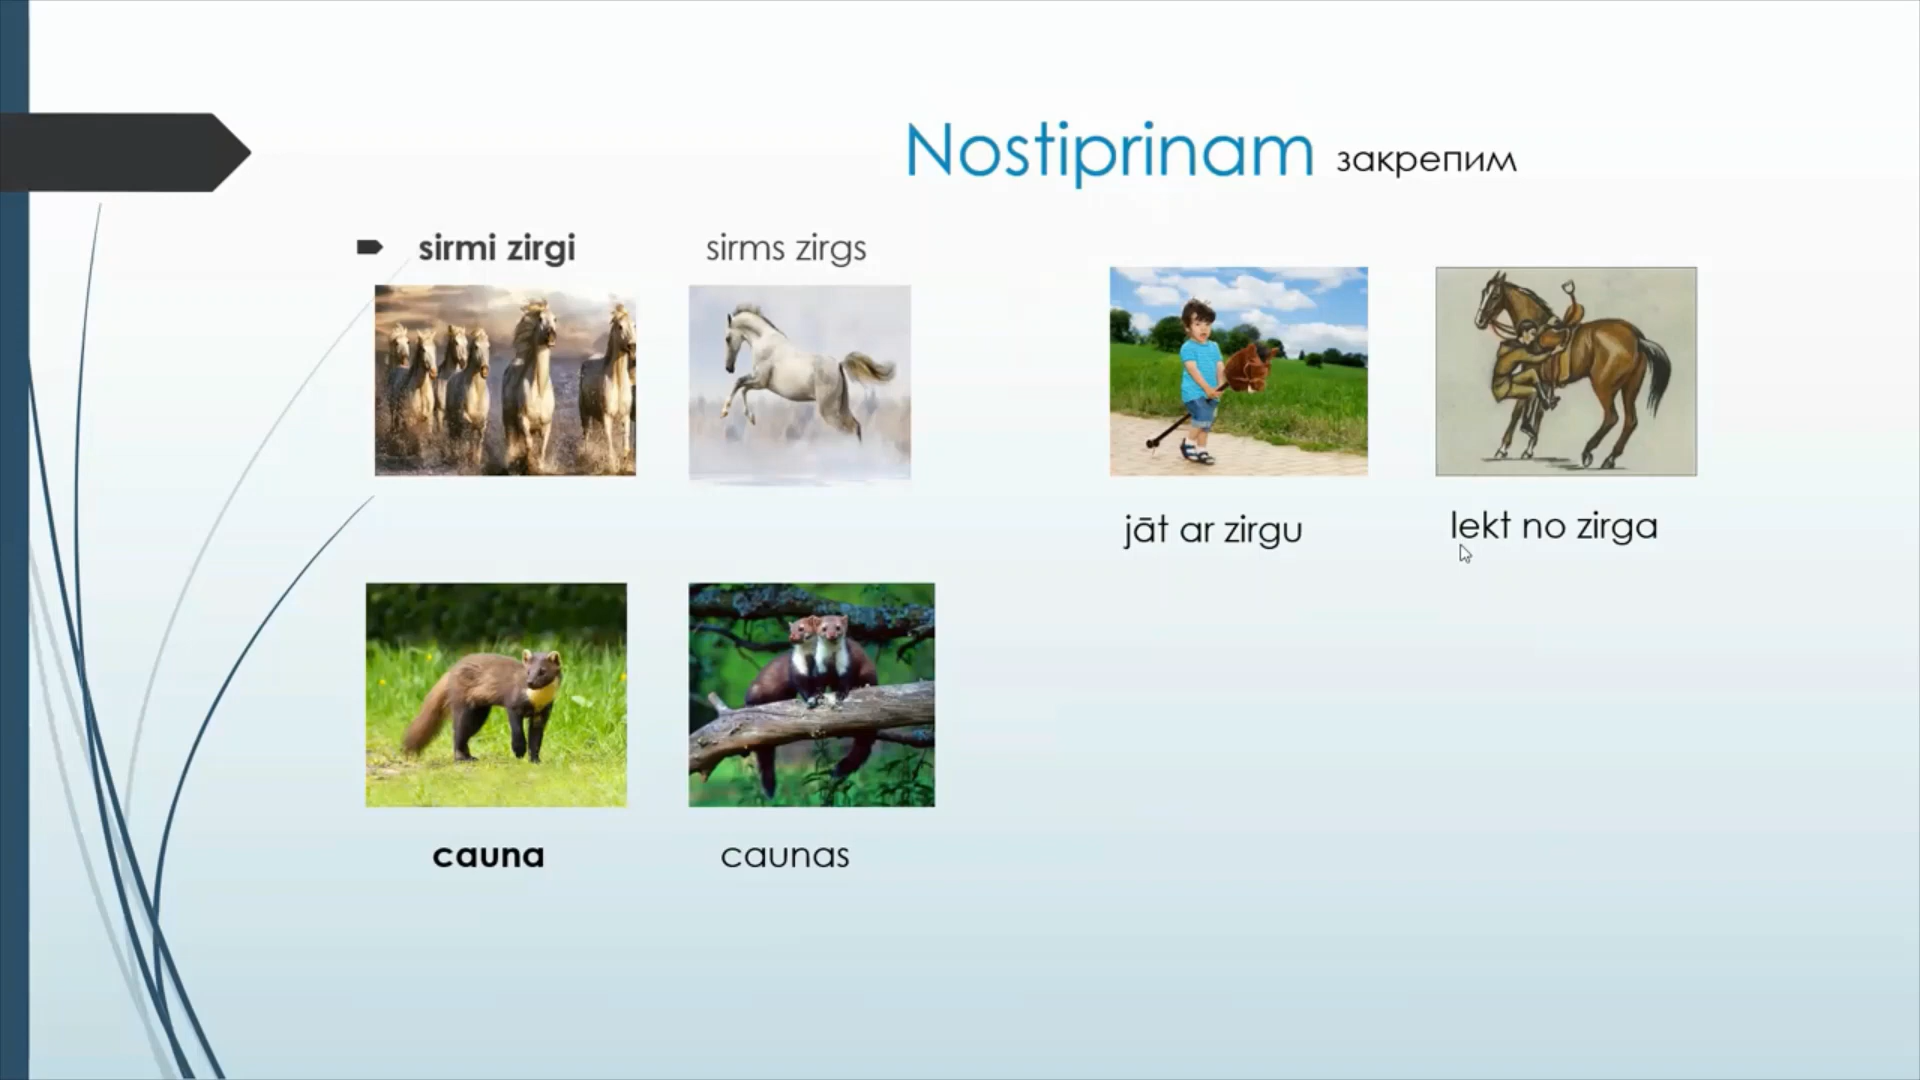 Nostiprinam закрепим
sirmi zirgi
sirms zirgs
jāt ar zirgu
lekt no zirga
cauna
caunas